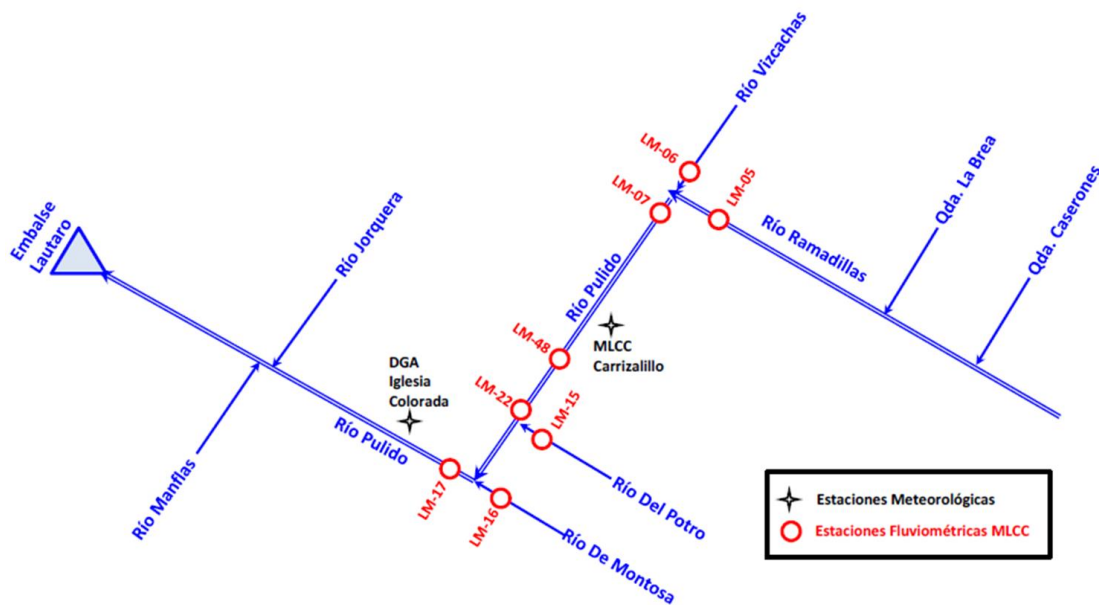 Río Vizcachas
LM-06
LM-07
LM-05
Río Ramadillas
Qda. La Brea
Qda. Caserones
Embalse
Lautaro
Río Jorquera
Río Pulido
LM-48
MLCC
Carrizalillo
DGA
Iglesia
Colorada
LM-22
LM-15
Río Pulido
Río Manflas
LM-17
LM-16
Río Del Potro
Río De Montosa
Estaciones Meteorológicas
Estaciones Fluviométricas MLCC